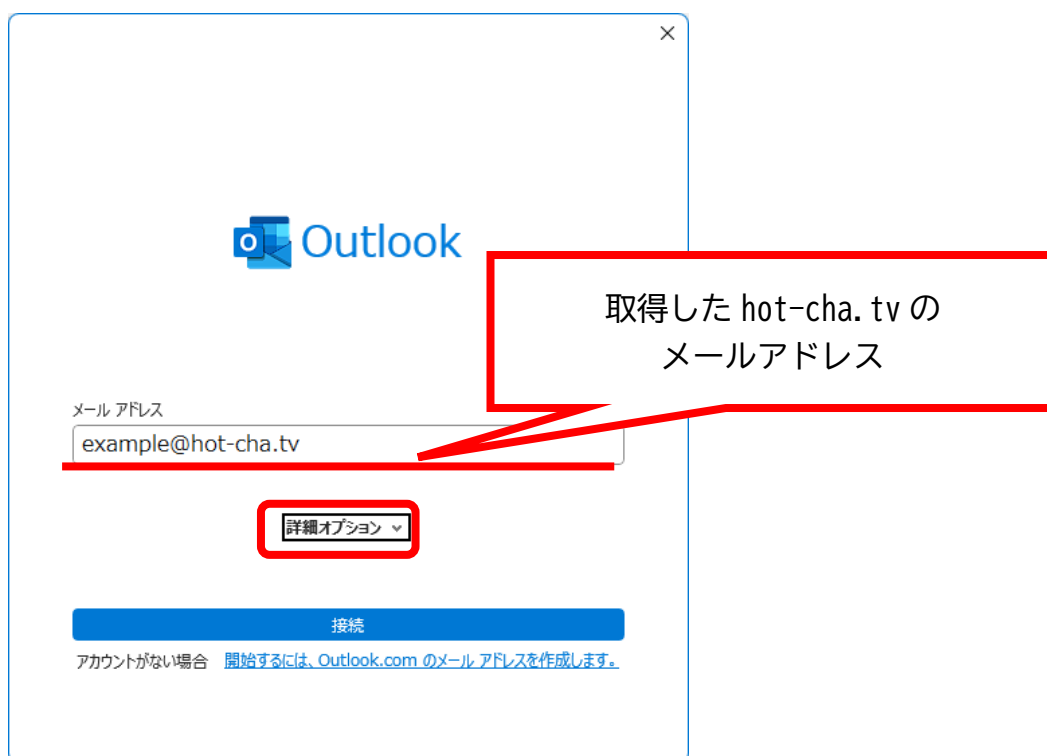 Outlook
取得した hot-cha.tv の
メールアドレス
メール アドレス
example@hot-cha.tv
詳細オプション
接続
アカウントがない場合 開始するには、Outlook.com のメール アドレスを作成します。